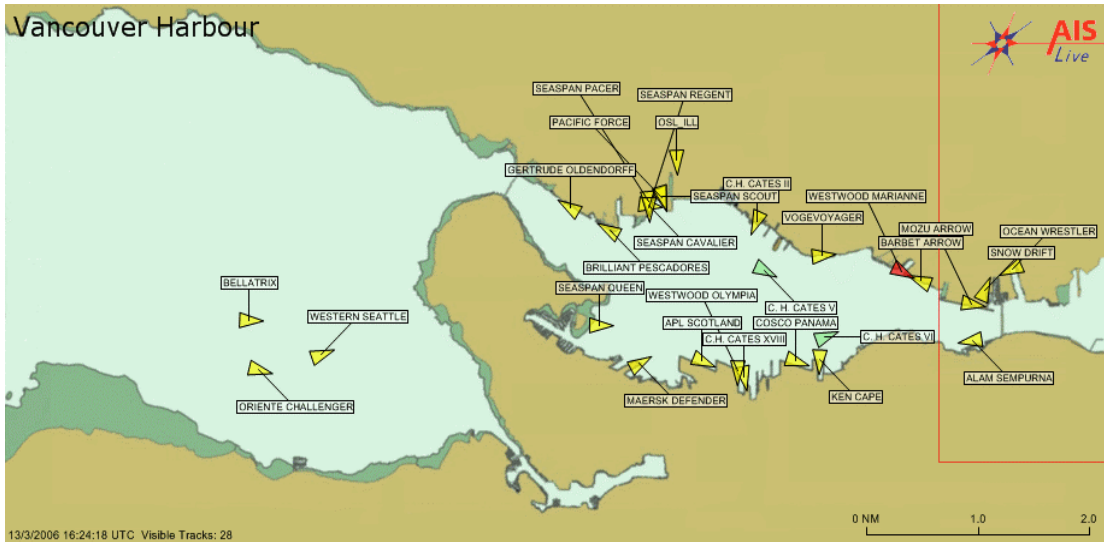 Vancouver Harbour
AIS
Live
SEASPAN PACER
SEASPAN REGENT
PACIFIC FORCE
OSL_ILL
GERTRUDE OLDENDORFF
C.H. CATES II
SEASPAN SCOUT
WESTWOOD MARIANNE
VOGEVOYAGER
MOZU ARROW
OCEAN WRESTLER
BARBET ARROW
SNOW DRIFT
SEASPAN CAVALIER
BRILLIANT PESCADORES
BELLATRIX
SEASPAN QUEEN
WESTWOOD OLYMPIA
C. H. CATES V
WESTERN SEATTLE
APL SCOTLAND
COSCO PANAMA
C.H. CATES XVIII
C. H. CATES VI
ORIENTE CHALLENGER
MAERSK DEFENDER
KEN CAPE
ALAM SEMPURNA
0 NM 1.0 2.0
13/3/2006 16:24:18 UTC Visible Tracks: 28